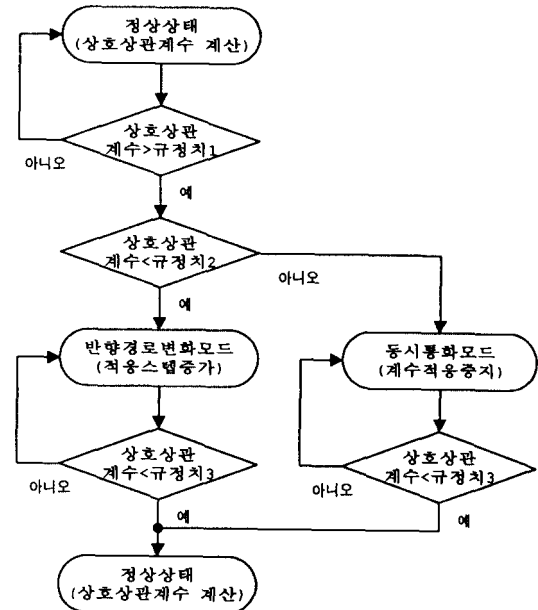 정상상태
(상호상관계수 계산)
상호상관
계수>규정치1
아니오
예
상호상관
계수<규정치2
아니오
예
반향경로변화모드
(적응스텝증가)
동시통화모드
(계수적응중지)
상호상관
계수<규정치3
아니오
예
상호상관
계수<규정치3
아니오
예
정상상태
(상호상관계수 계산)